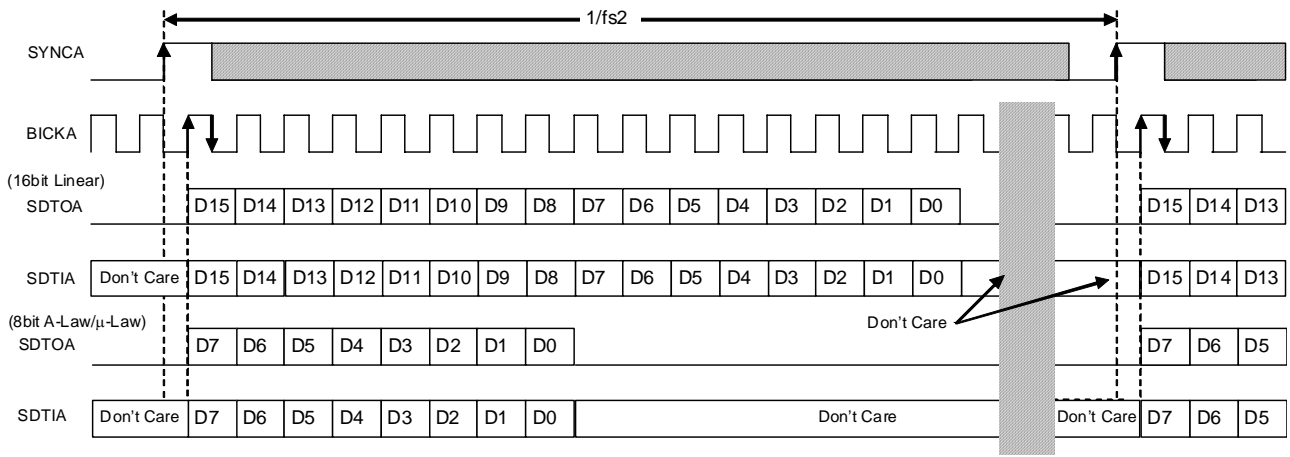 1/fs2
SYNCA
BICKA
(16bit Linear)
SDTOA D15 D14 D13 D12 D11 D10 D9 D8 D7 D6 D5 D4 D3 D2 D1 D0 D15 D14 D13
SDTIA Don't Care D15 D14 D13 D12 D11 D10 D9 D8 D7 D6 D5 D4 D3 D2 D1 D0 D15 D14 D13
Don't Care
(8bit A-Law/μ-Law)
SDTOA D7 D6 D5 D4 D3 D2 D1 D0 D7 D6 D5
SDTIA Don't Care D7 D6 D5 D4 D3 D2 D1 D0 Don't Care Don't Care D7 D6 D5